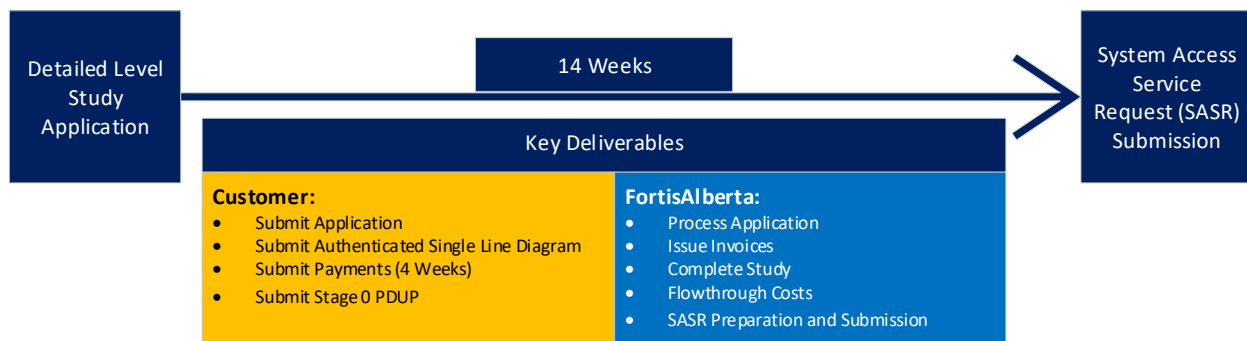 Detailed Level
Study
Application
14 Weeks
System Access
Service
Request (SASR)
Submission
Key Deliverables
Customer:
• Submit Application
• Submit Authenticated Single Line Diagram
• Submit Payments (4 Weeks)
• Submit Stage 0 PDUP
FortisAlberta:
• Process Application
• Issue Invoices
• Complete Study
• Flowthrough Costs
• SASR Preparation and Submission